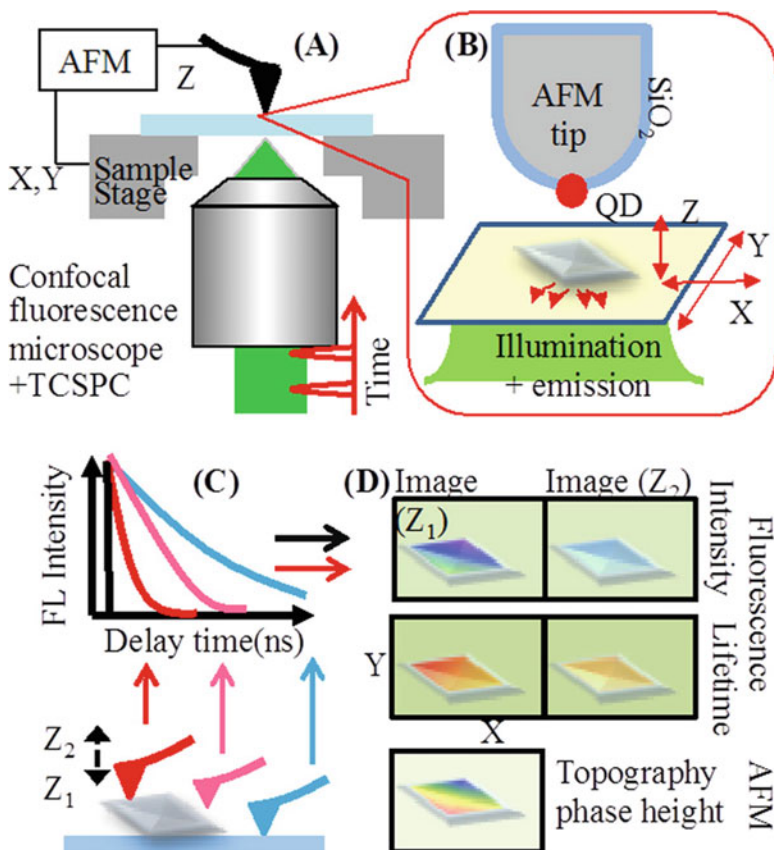 (A)
AFM
Z
X,Y
Sample
Stage
Confocal
fluorescence
microscope
+TCSPC
Time
(B)
AFM
tip
SiO2
QD
Z
Y
X
Illumination
+ emission
(C)
FL Intensity
Delay time(ns)
Z2
Z1
(D)
Image
(Z1)
Image (Z2)
Intensity
Fluorescence
Lifetime
Y
X
Topography
phase height
AFM